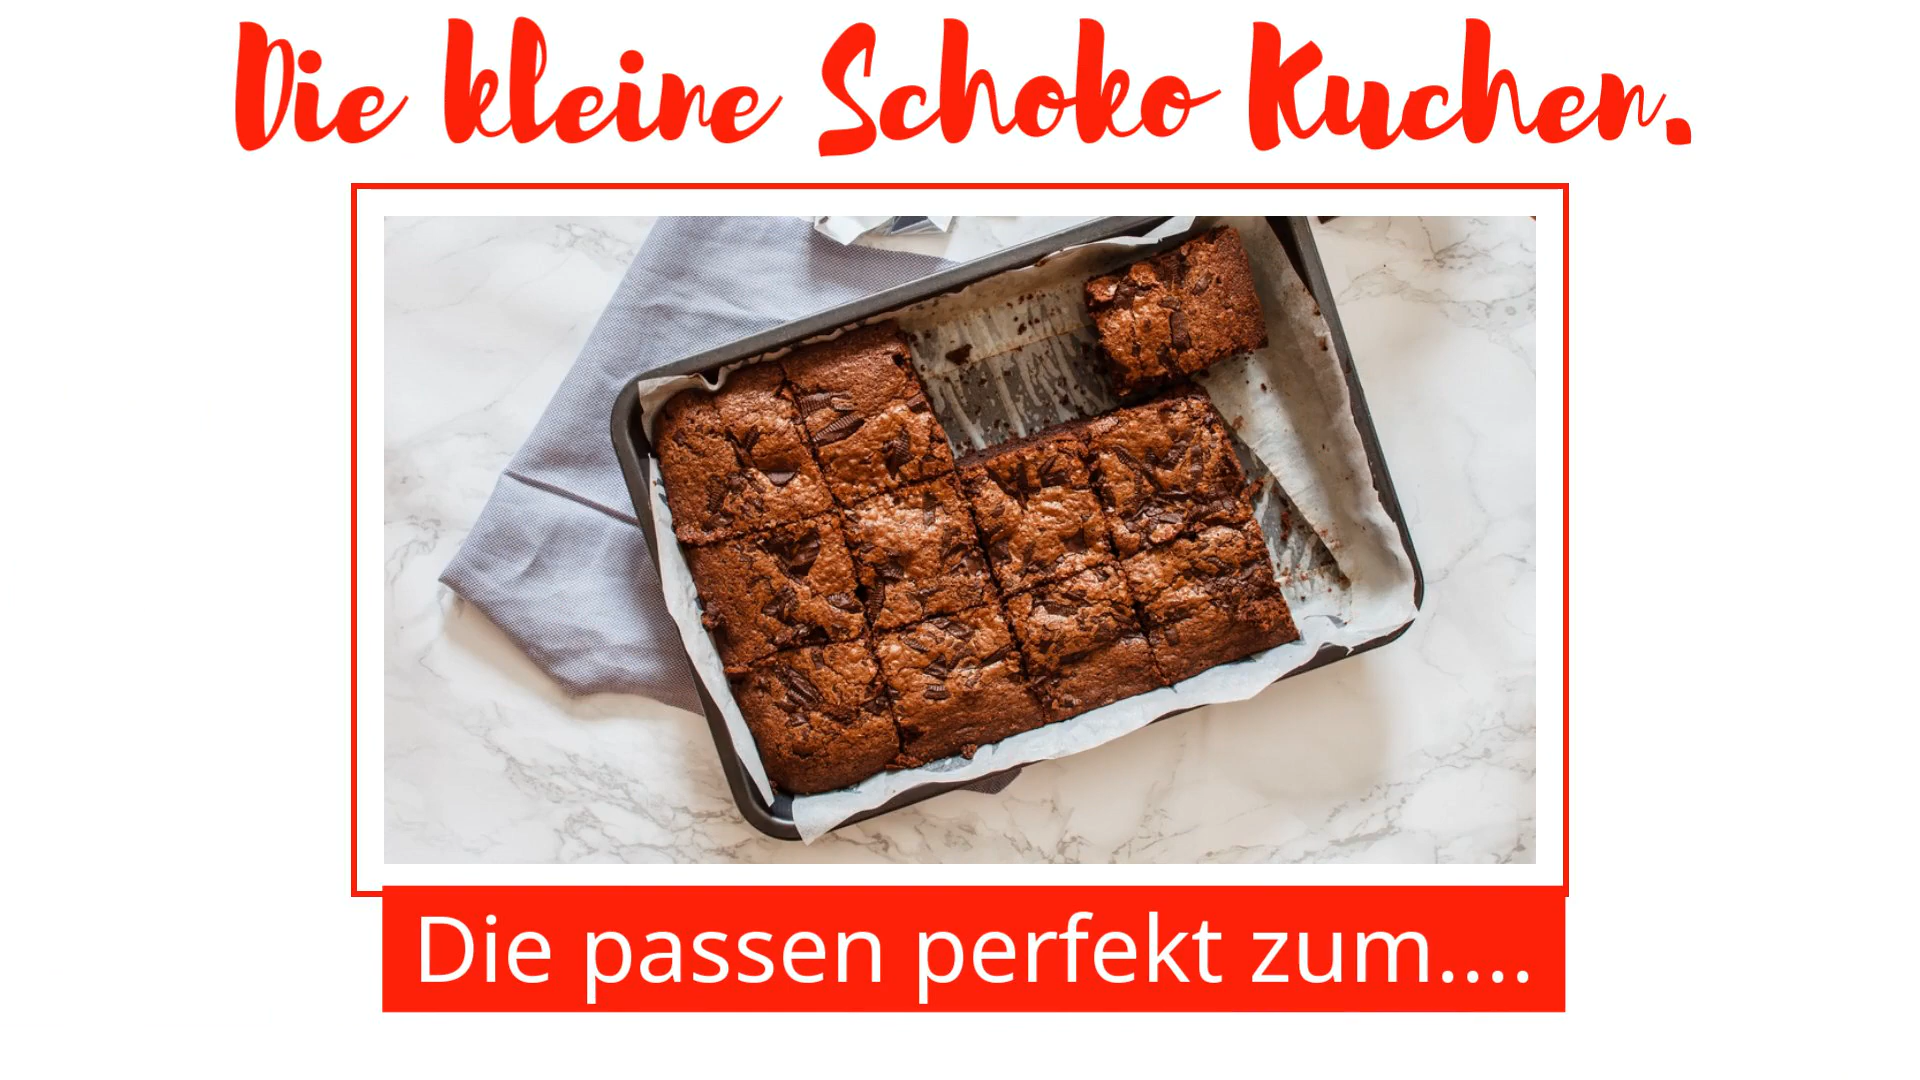 Die kleine Schoko Kuchen.
Die passen perfekt zum....